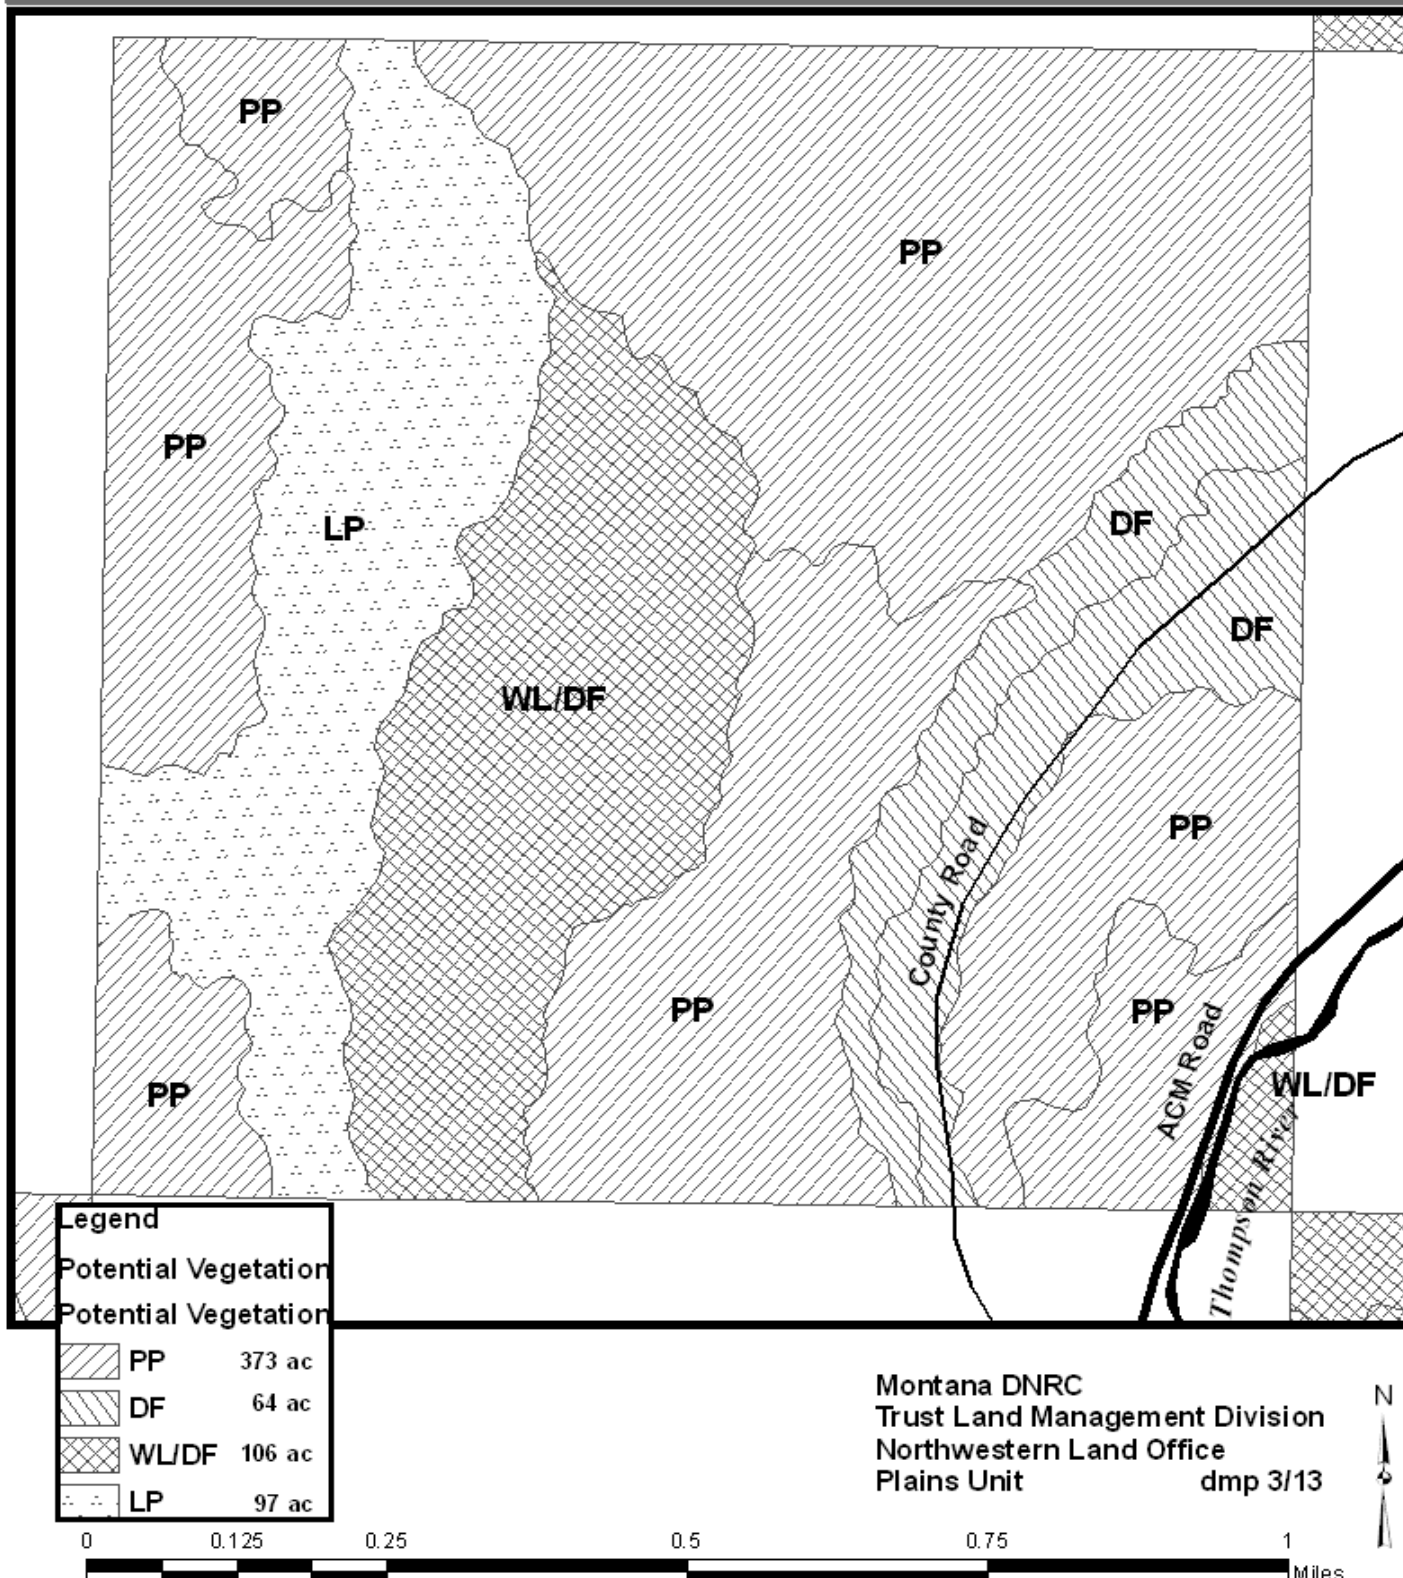 PP
PP
PP
LP
DF
DF
WL/DF
PP
County Road
PP
PP
ACM Road
WL/DF
PP
Thompson River
Legend
Potential Vegetation
Potential Vegetation
PP 373 ac
DF 64 ac
WL/DF 106 ac
LP 97 ac
Montana DNRC
Trust Land Management Division
Northwestern Land Office
Plains Unit dmp 3/13
N
0 0.125 0.25 0.5 0.75 1
Miles